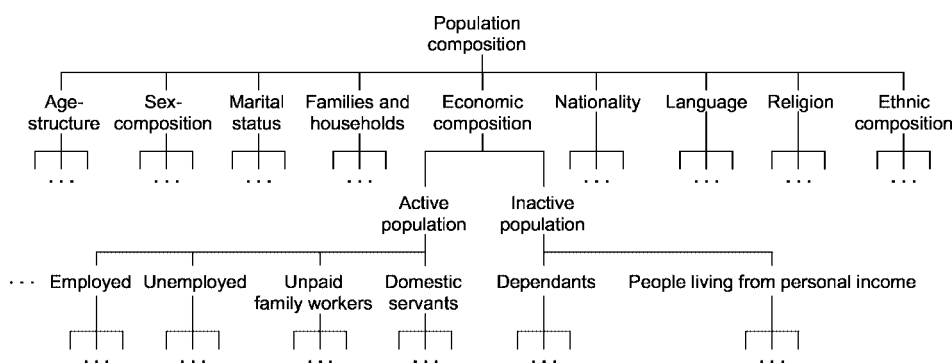 Population
composition
Age-
structure
Sex-
composition
Marital
status
Families and
households
Economic
composition
Nationality
Language
Religion
Ethnic
composition
. . .
. . .
. . .
. . .
. . .
. . .
. . .
. . .
Active
population
Inactive
population
. . .
Employed
Unemployed
Unpaid
family workers
Domestic
servants
Dependants
People living from personal income
. . .
. . .
. . .
. . .
. . .
. . .